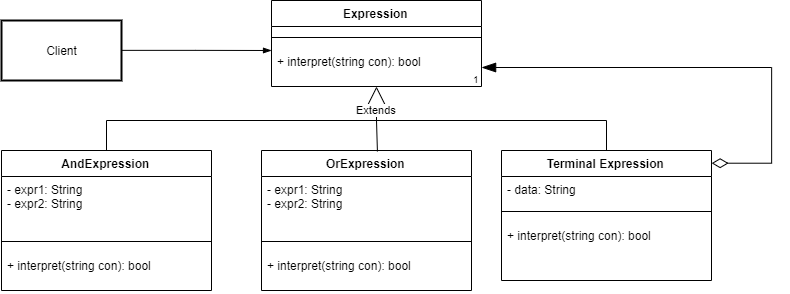 Expression
Client
+ interpret(string con): bool
1
Extends
AndExpression
- expr1: String
- expr2: String
+ interpret(string con): bool
OrExpression
- expr1: String
- expr2: String
+ interpret(string con): bool
Terminal Expression
- data: String
+ interpret(string con): bool